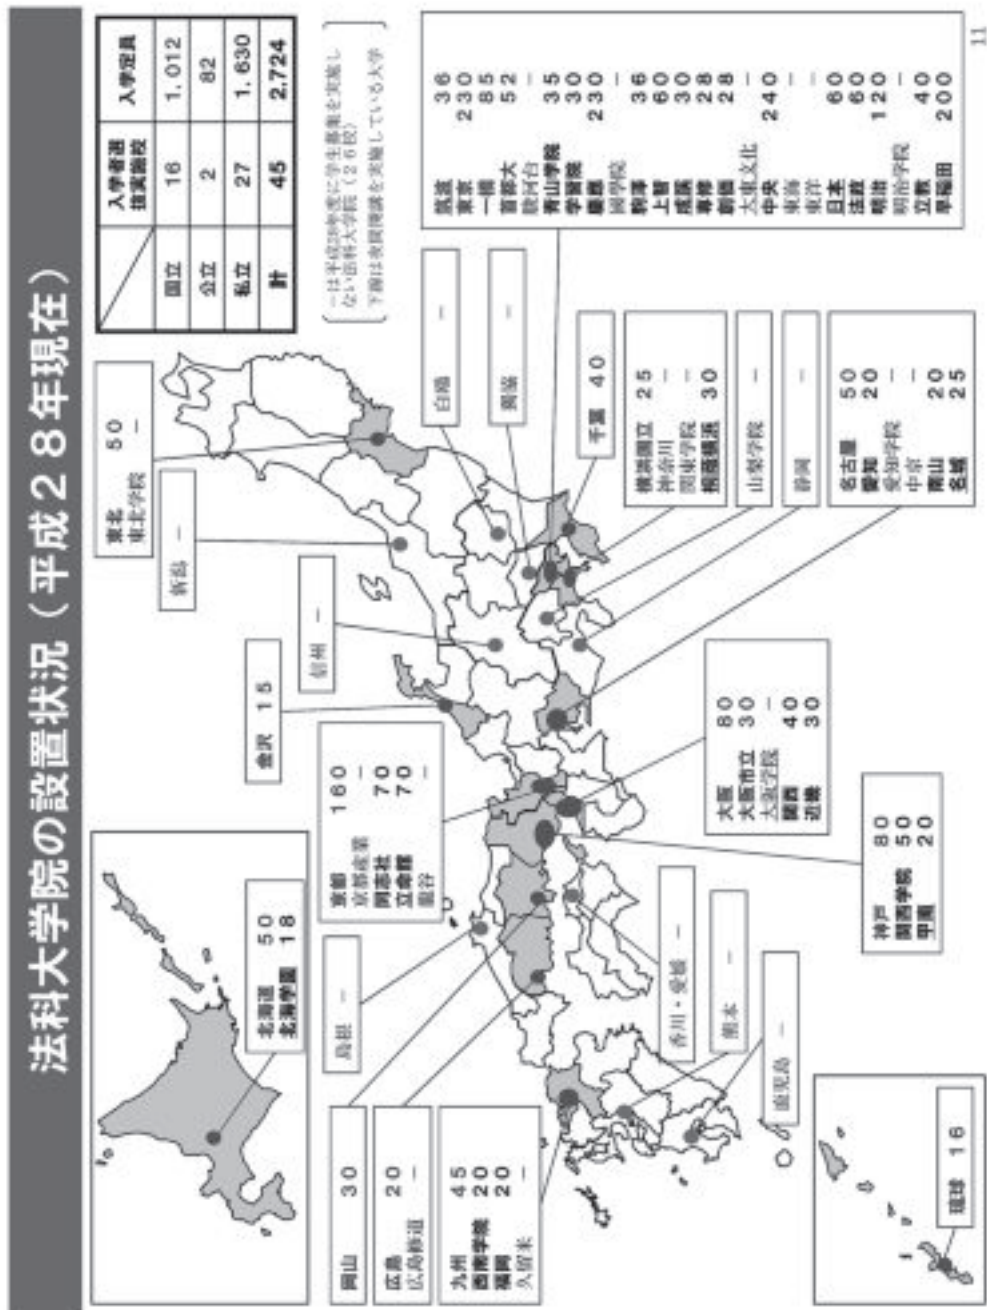 法科大学院の設置状況（平成２８年現在）
入学者選抜実施校 入学定員
国立 16 1,012
公立 2 82
私立 27 1,630
計 45 2,724
－は平成28年度に学生募集を実施し
ない法科大学院（２６校）
下線は夜間開講を実施している大学
北海道 50
北海学園 18
東北 50
東北学院 －
新潟 －
信州 －
金沢 15
白鴎 －
獨協 －
千葉 40
筑波 36
東京 230
一橋 85
首都大 52
駿河台 －
青山学院 35
学習院 30
慶應 230
國學院 －
駒澤 36
上智 60
成蹊 30
専修 28
創価 28
大東文化 －
中央 240
東海 －
東洋 －
日本 60
法政 60
明治 120
明治学院 －
立教 40
早稲田 200
横浜国立 25
神奈川 －
関東学院 －
桐蔭横浜 30
山梨学院 －
静岡 －
名古屋 50
愛知 20
愛知学院 －
中京 －
南山 20
名城 25
京都 160
京都産業 －
同志社 70
立命館 70
龍谷 －
大阪 80
大阪市立 30
大阪学院 －
関西 40
近畿 30
神戸 80
関西学院 50
甲南 20
島根 －
岡山 30
広島 20
広島修道 －
香川・愛媛 －
九州 45
西南学院 20
福岡 20
久留米 －
熊本 －
鹿児島 －
琉球 16
11